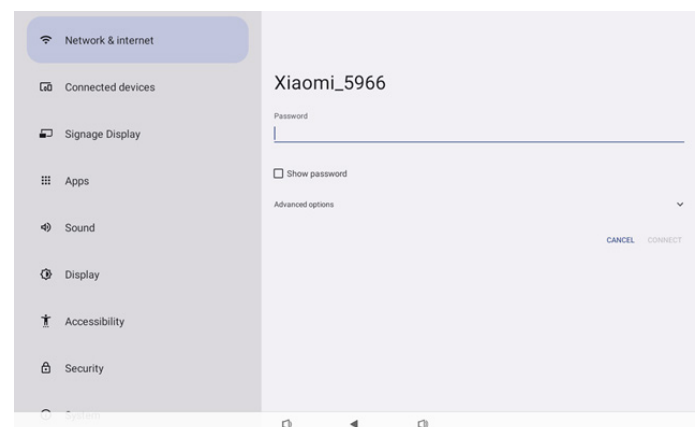 Network & internet
Connected devices
Signage Display
Apps
Sound
Display
Accessibility
Security
System
Xiaomi_5966
Password
Show password
Advanced options
CANCEL CONNECT